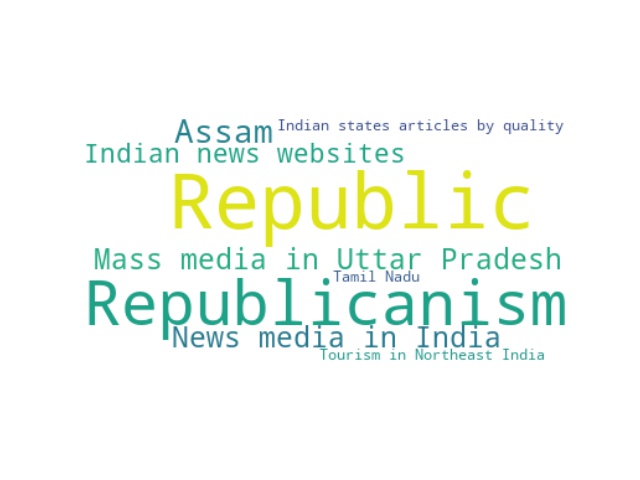 Assam
Indian states articles by quality
Indian news websites
Republic
Mass media in Uttar Pradesh
Tamil Nadu
Republicanism
News media in India
Tourism in Northeast India